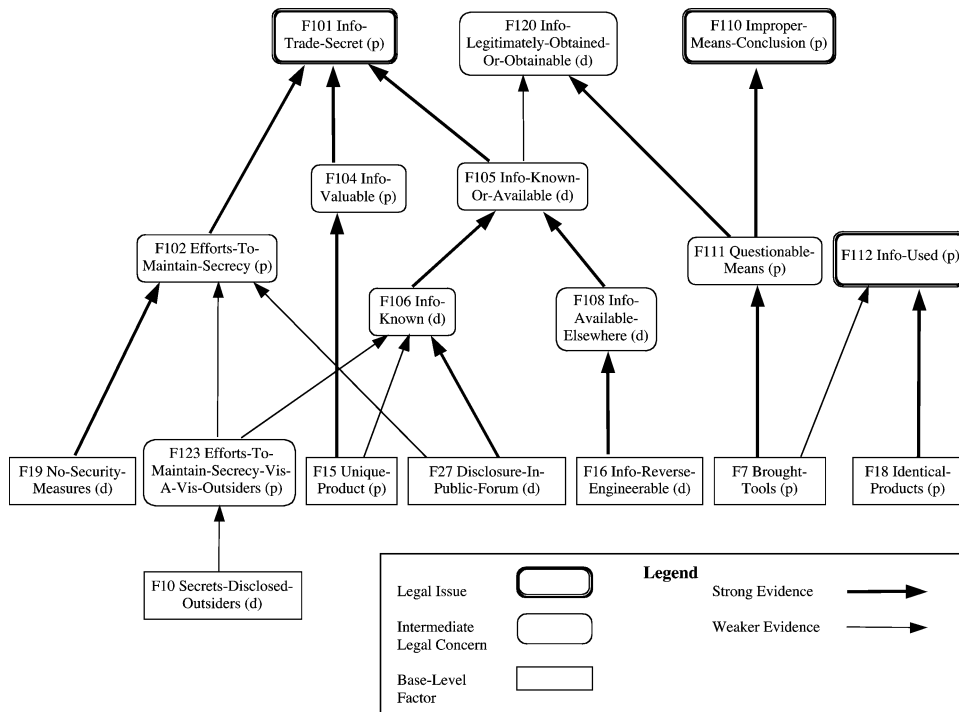 F101 Info-
Trade-Secret (p)
F120 Info-
Legitimately-Obtained-
Or-Obtainable (d)
F110 Improper-
Means-Conclusion (p)
F104 Info-
Valuable (p)
F105 Info-Known-
Or-Available (d)
F102 Efforts-To-
Maintain-Secrecy (p)
F111 Questionable-
Means (p)
F112 Info-Used (p)
F106 Info-
Known (d)
F108 Info-
Available-
Elsewhere (d)
F19 No-Security-
Measures (d)
F123 Efforts-To-
Maintain-Secrecy-Vis-
A-Vis-Outsiders (p)
F15 Unique-
Product (p)
F27 Disclosure-In-
Public-Forum (d)
F16 Info-Reverse-
Engineerable (d)
F7 Brought-
Tools (p)
F18 Identical-
Products (p)
F10 Secrets-Disclosed-
Outsiders (d)
Legend
Legal Issue
Strong Evidence
Intermediate
Legal Concern
Weaker Evidence
Base-Level
Factor